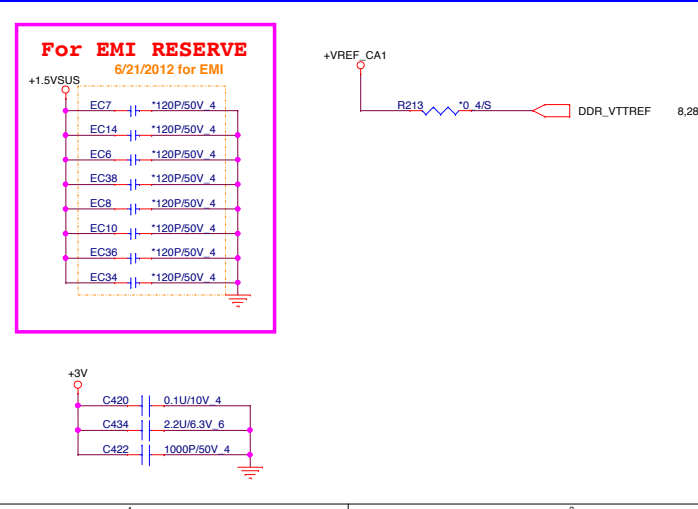 For EMI RESERVE
6/21/2012 for EMI
+1.5VSUS
EC7 *120P/50V_4
EC14 *120P/50V_4
EC6 *120P/50V_4
EC38 *120P/50V_4
EC8 *120P/50V_4
EC10 *120P/50V_4
EC36 *120P/50V_4
EC34 *120P/50V_4
+VREF_CA1
R213 *0_4/S DDR_VTTREF 8,28
+3V
C420 0.1U/10V_4
C434 2.2U/6.3V_6
C422 1000P/50V_4